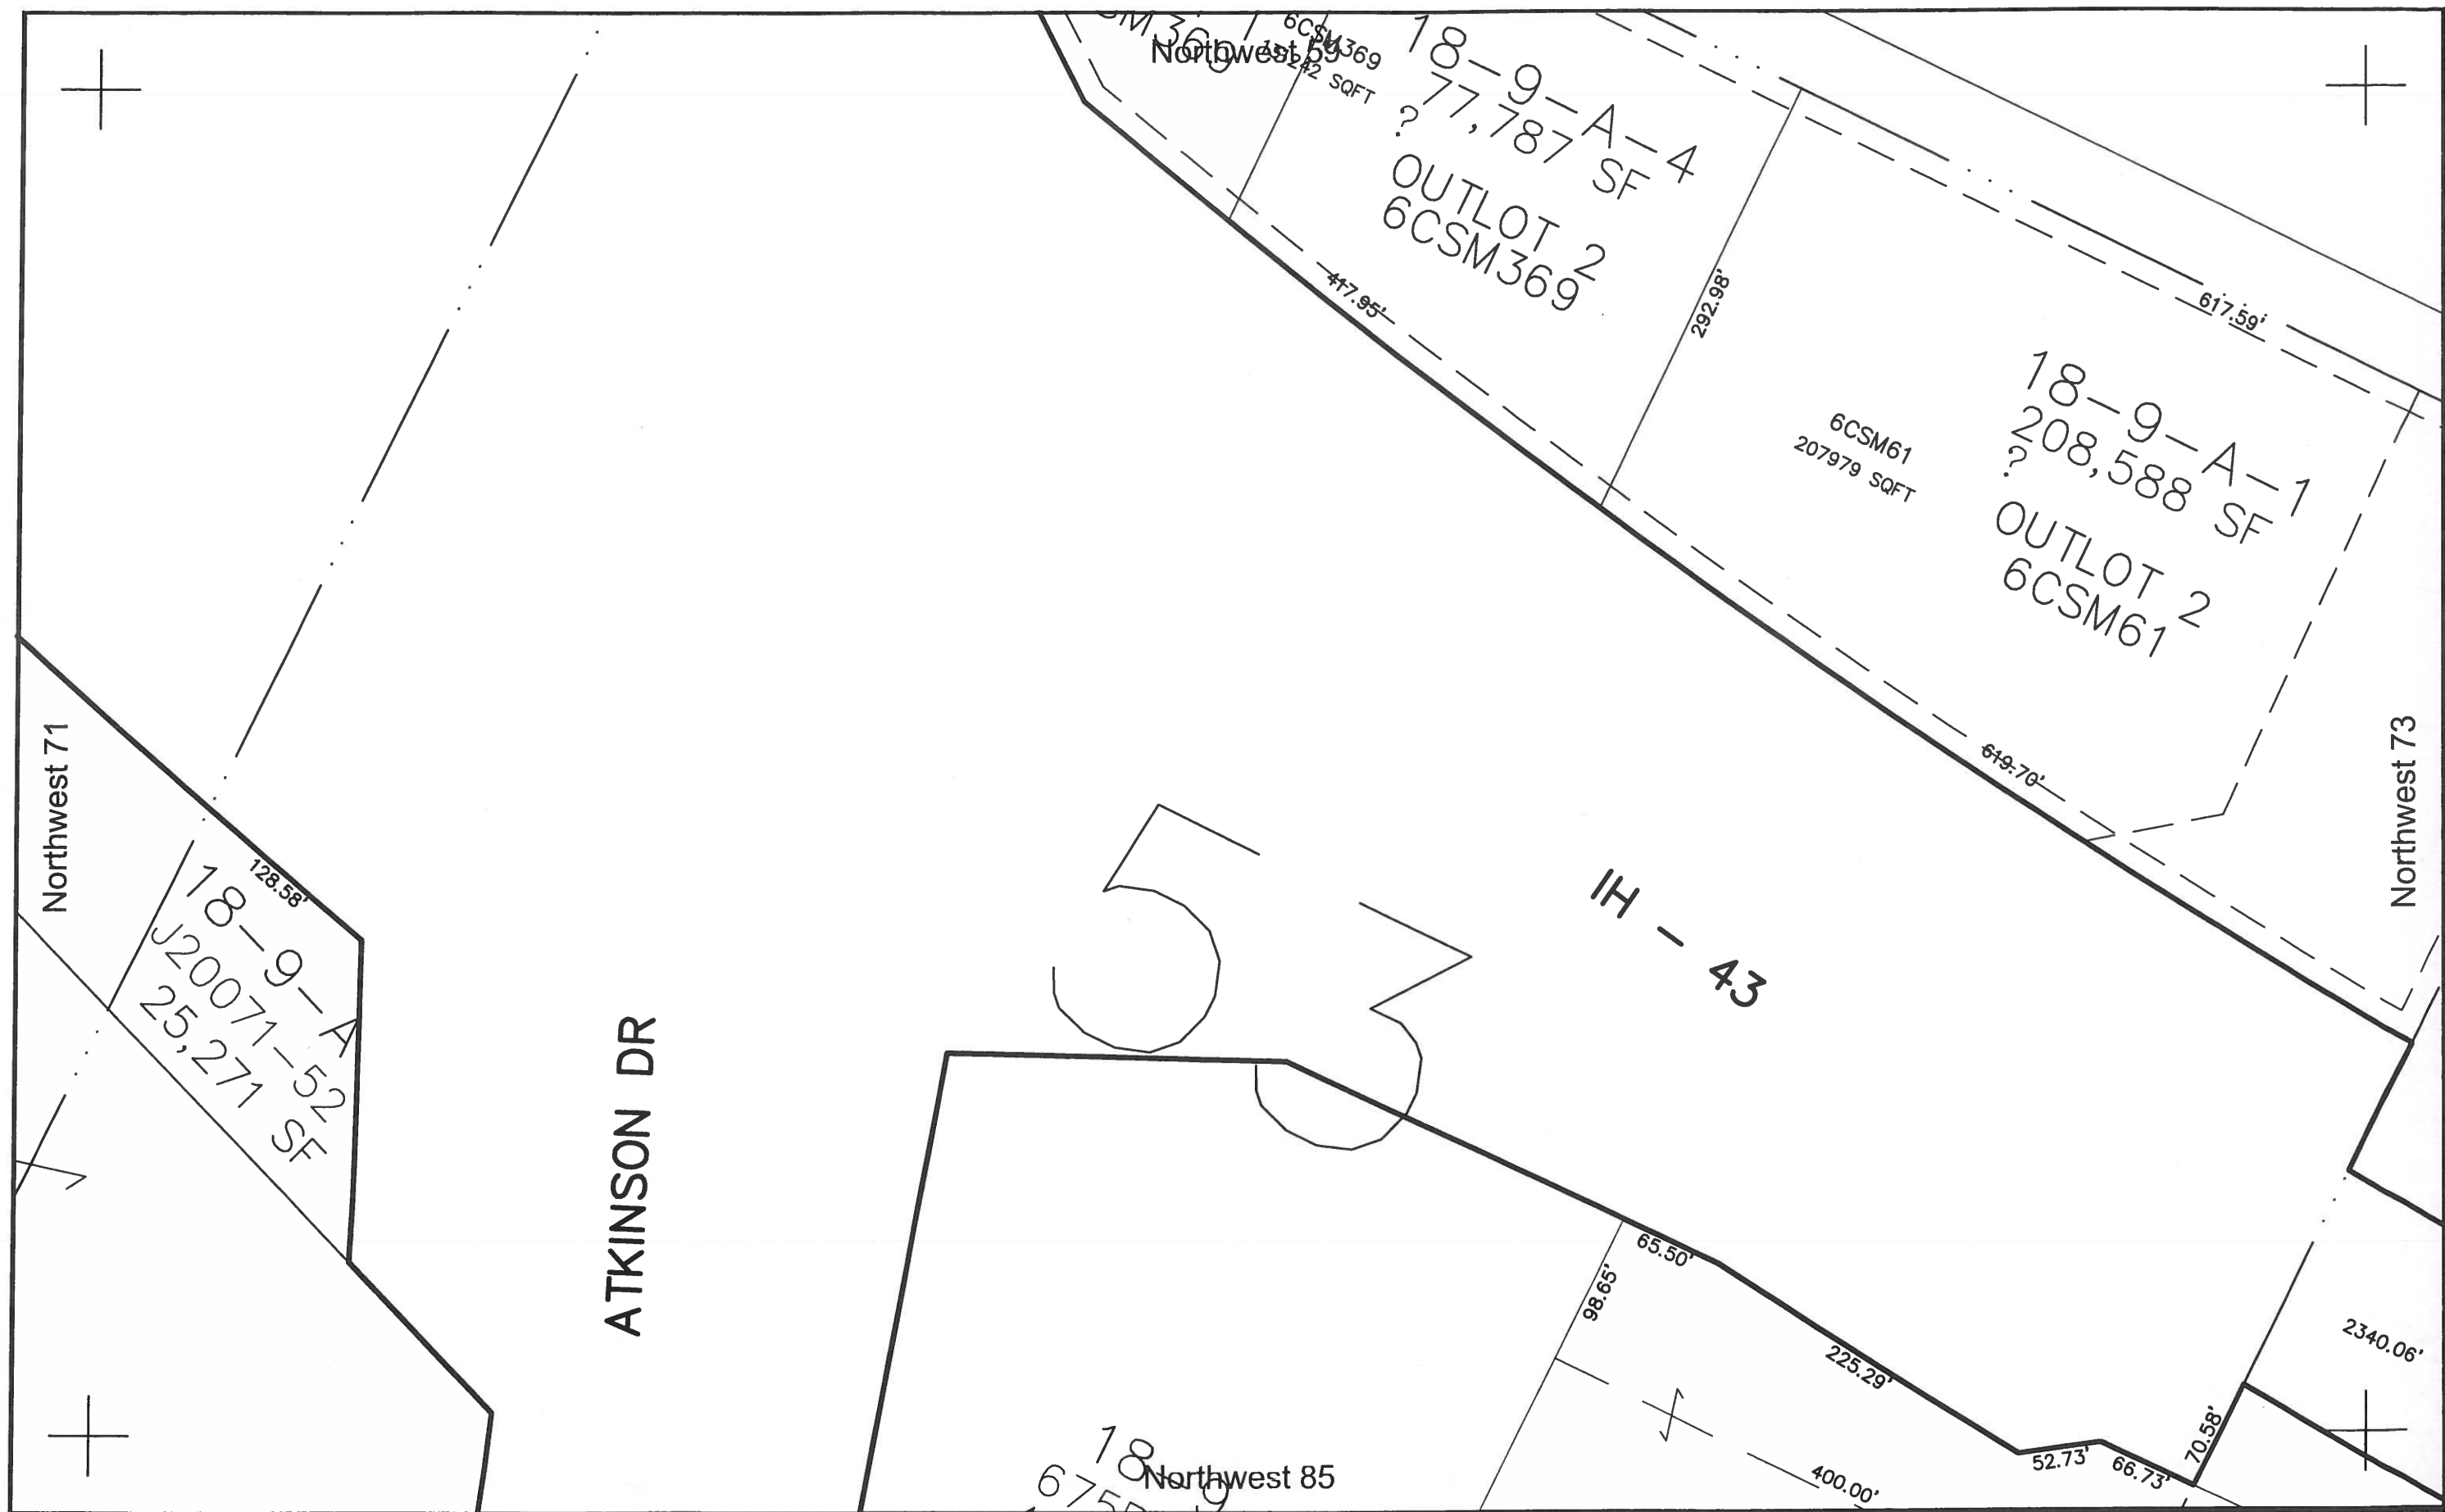 6CSM369
SQFT
Northwest 59
18-9-A-4
77,787 SF
?
OUTLOT 2
6CSM369
417.95'
292.98'
617.59'
6CSM61
207979 SQFT
18-9-A-1
208,588 SF
?
OUTLOT 2
6CSM61
619.70'
Northwest 71
Northwest 73
128.58'
18-9-A
J20071-52
25,271 SF
53
IH - 43
ATKINSON DR
65.50'
98.65'
225.29'
52.73'
66.73'
70.58'
2340.06'
400.00'
18-9
Northwest 85